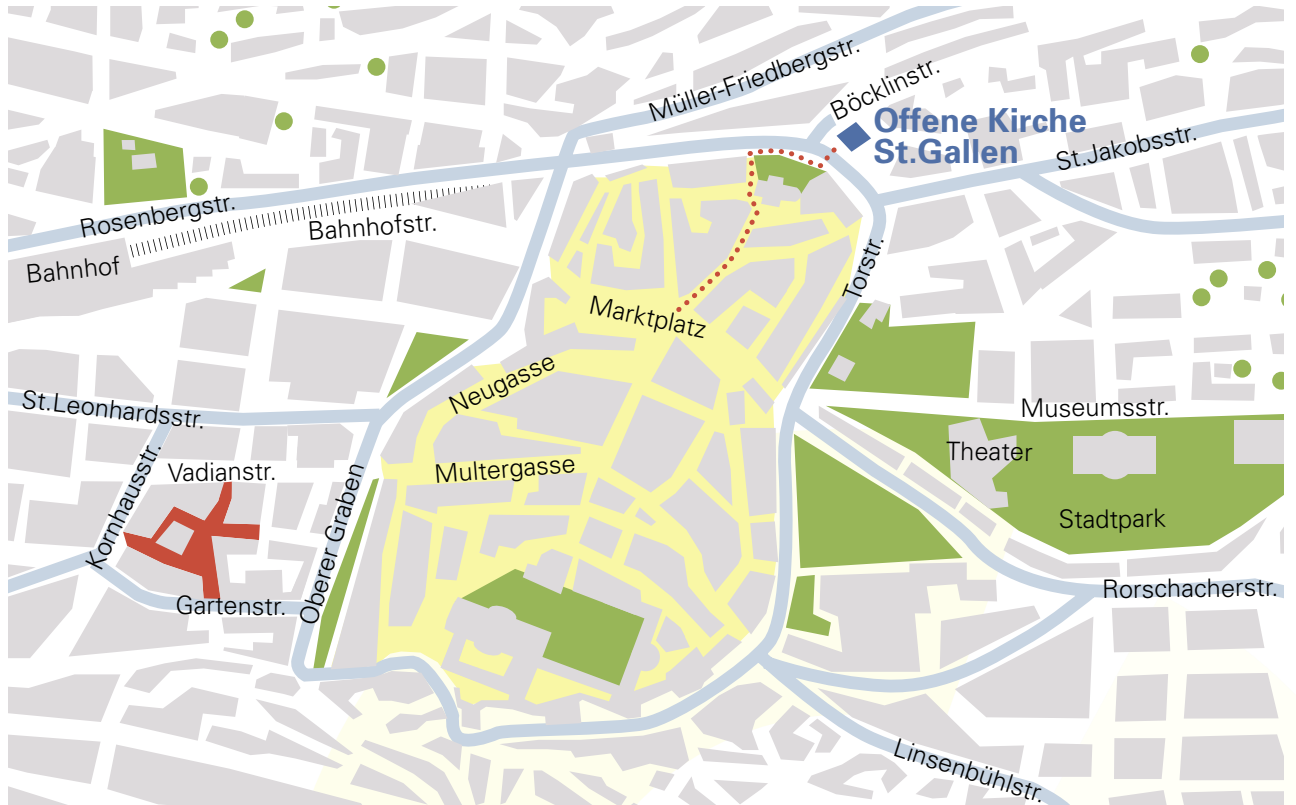 Müller-Friedbergstr.
Böcklinstr.
Offene Kirche
St.Gallen
St.Jakobsstr.
Rosenbergstr.
Bahnhofstr.
Bahnhof
Torstr.
Marktplatz
Neugasse
St.Leonhardsstr.
Museumsstr.
Theater
Multergasse
Vadianstr.
Kornhausstr.
Oberer Graben
Stadtpark
Gartenstr.
Rorschacherstr.
Linsenbühlstr.